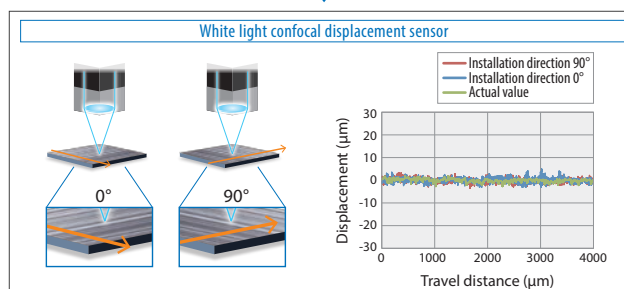 White light confocal displacement sensor
0°
90°
Installation direction 90°
Installation direction 0°
Actual value
Displacement (μm)
30
20
10
0
-10
-20
-30
0
1000
2000
3000
4000
Travel distance (μm)